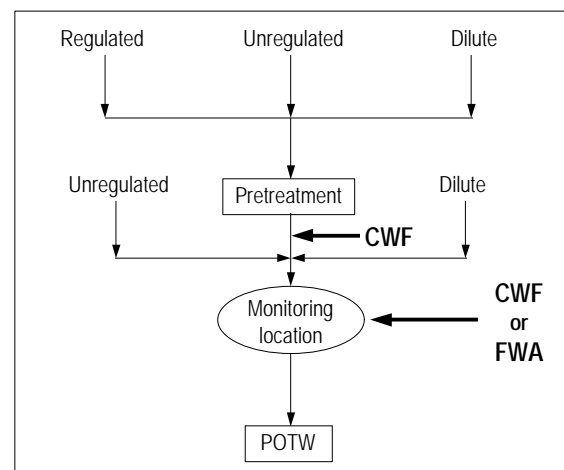 Regulated
Unregulated
Dilute
Unregulated
Pretreatment
Dilute
CWF
Monitoring
location
CWF
or
FWA
POTW